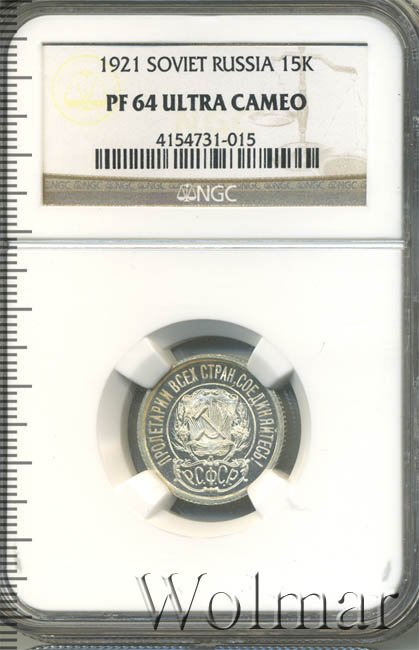 1921 SOVIET RUSSIA 15K
PF 64 ULTRA CAMEO
4154731-015
NGC
ПРОЛЕТАРИИ ВСЕХ СТРАН, СОЕДИНЯЙТЕСЬ!
Р.С.Ф.С.Р.
Wolmar